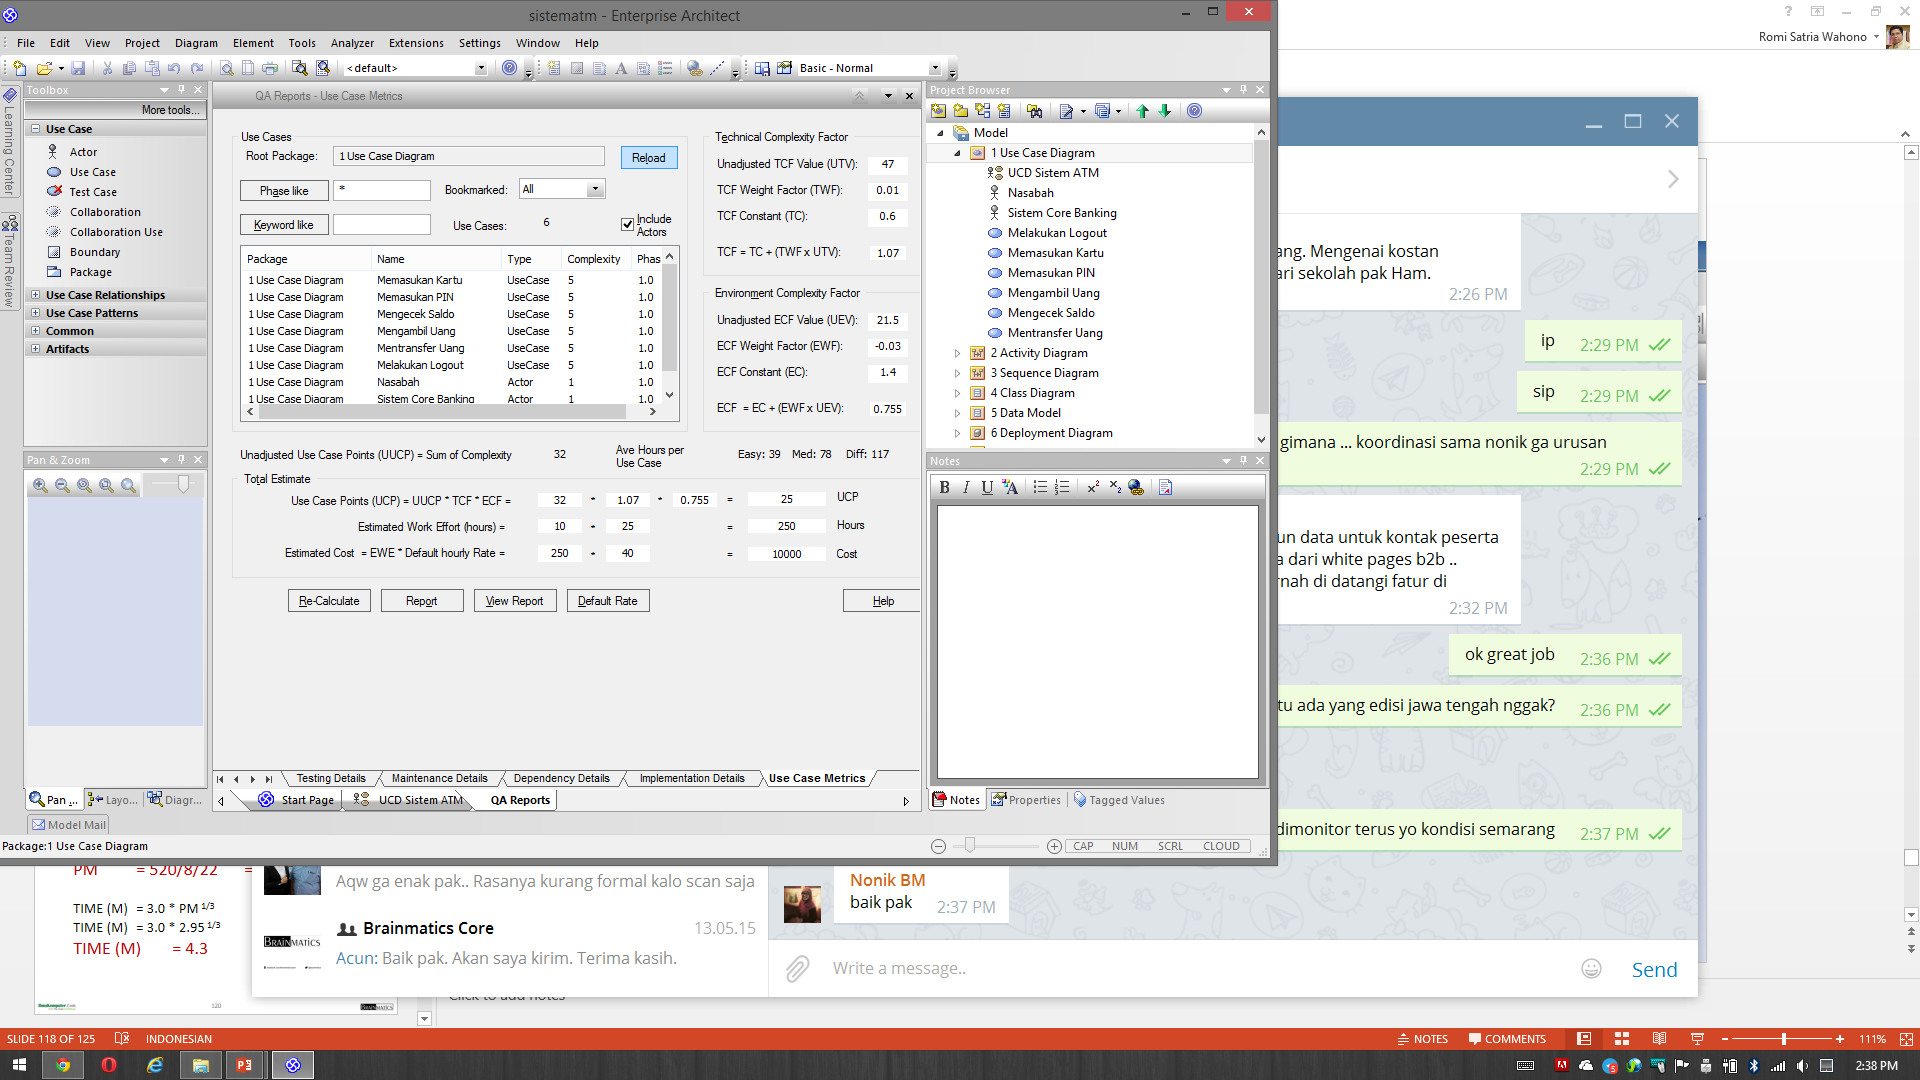 sistematm - Enterprise Architect
File Edit View Project Diagram Element Tools Analyzer Extensions Settings Window Help
<default>
Basic - Normal
Learning Center
Team Review
Toolbox
More tools...
Use Case
Actor
Use Case
Test Case
Collaboration
Collaboration Use
Boundary
Package
Use Case Relationships
Use Case Patterns
Common
Artifacts
Pan & Zoom
Pan ... Layo... Diagr...
Model Mail
Package:1 Use Case Diagram
QA Reports - Use Case Metrics
Use Cases
Root Package: 1 Use Case Diagram Reload
Phase like * Bookmarked: All
Keyword like Use Cases: 6 Include Actors
Package Name Type Complexity Phas
1 Use Case Diagram Memasukan Kartu UseCase 5 1.0
1 Use Case Diagram Memasukan PIN UseCase 5 1.0
1 Use Case Diagram Mengecek Saldo UseCase 5 1.0
1 Use Case Diagram Mengambil Uang UseCase 5 1.0
1 Use Case Diagram Mentransfer Uang UseCase 5 1.0
1 Use Case Diagram Melakukan Logout UseCase 5 1.0
1 Use Case Diagram Nasabah Actor 1 1.0
1 Use Case Diagram Sistem Core Banking Actor 1 1.0
Technical Complexity Factor
Unadjusted TCF Value (UTV): 47
TCF Weight Factor (TWF): 0.01
TCF Constant (TC): 0.6
TCF = TC + (TWF x UTV): 1.07
Environment Complexity Factor
Unadjusted ECF Value (UEV): 21.5
ECF Weight Factor (EWF): -0.03
ECF Constant (EC): 1.4
ECF = EC + (EWF x UEV): 0.755
Unadjusted Use Case Points (UUCP) = Sum of Complexity 32
Ave Hours per Use Case Easy: 39 Med: 78 Diff: 117
Total Estimate
Use Case Points (UCP) = UUCP * TCF * ECF = 32 * 1.07 * 0.755 = 25 UCP
Estimated Work Effort (hours) = 10 * 25 = 250 Hours
Estimated Cost = EWE * Default hourly Rate = 250 * 40 = 10000 Cost
Re-Calculate Report View Report Default Rate Help
Testing Details Maintenance Details Dependency Details Implementation Details Use Case Metrics
Start Page UCD Sistem ATM QA Reports
Project Browser
Model
1 Use Case Diagram
UCD Sistem ATM
Nasabah
Sistem Core Banking
Melakukan Logout
Memasukan Kartu
Memasukan PIN
Mengambil Uang
Mengecek Saldo
Mentransfer Uang
2 Activity Diagram
3 Sequence Diagram
4 Class Diagram
5 Data Model
6 Deployment Diagram
Notes
B I U A x² x₂
Notes Properties Tagged Values
CAP NUM SCRL CLOUD
Romi Satria Wahono
ang. Mengenai kostan
ari sekolah pak Ham.
2:26 PM
ip 2:29 PM
sip 2:29 PM
gimana ... koordinasi sama nonik ga urusan
2:29 PM
un data untuk kontak peserta
a dari white pages b2b ..
rnah di datangi fatur di
2:32 PM
ok great job 2:36 PM
tu ada yang edisi jawa tengah nggak? 2:36 PM
dimonitor terus yo kondisi semarang 2:37 PM
Nonik BM
baik pak 2:37 PM
Write a message.. Send
Aqw ga enak pak.. Rasanya kurang formal kalo scan saja
Brainmatics Core 13.05.15
Acun: Baik pak. Akan saya kirim. Terima kasih.
BRAINMATICS
PM = 520/8/22 =
TIME (M) = 3.0 * PM 1/3
TIME (M) = 3.0 * 2.95 1/3
TIME (M) = 4.3
120
BRAINMATICS
Click to add notes
SLIDE 118 OF 125 INDONESIAN NOTES COMMENTS 111%
2:38 PM